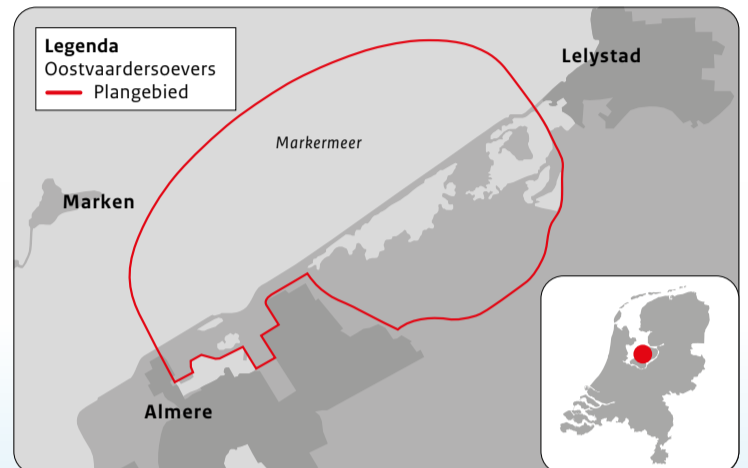 Legenda
Oostvaardersoevers
Plangebied
Lelystad
Markermeer
Marken
Almere